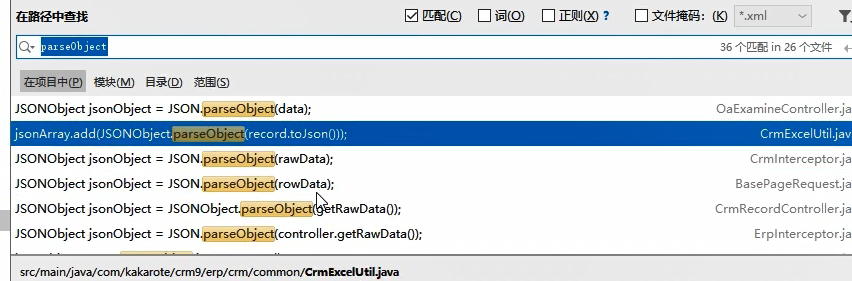 在路径中查找 匹配(C) 词(O) 正则(X) ? 文件掩码: (K) *.xml
parseObject 36 个匹配 in 26 个文件
在项目中(P) 模块(M) 目录(D) 范围(S)
JSONObject jsonObject = JSON.parseObject(data); OaExamineController.ja
jsonArray.add(JSONObject.parseObject(record.toJson())); CrmExcelUtil.jav
JSONObject jsonObject = JSON.parseObject(rawData); CrmInterceptor.ja
JSONObject jsonObject = JSON.parseObject(rowData); BasePageRequest.ja
JSONObject jsonObject = JSONObject.parseObject(getRawData()); CrmRecordController.ja
JSONObject jsonObject = JSON.parseObject(controller.getRawData()); ErpInterceptor.ja
src/main/java/com/kakarote/crm9/erp/crm/common/CrmExcelUtil.java